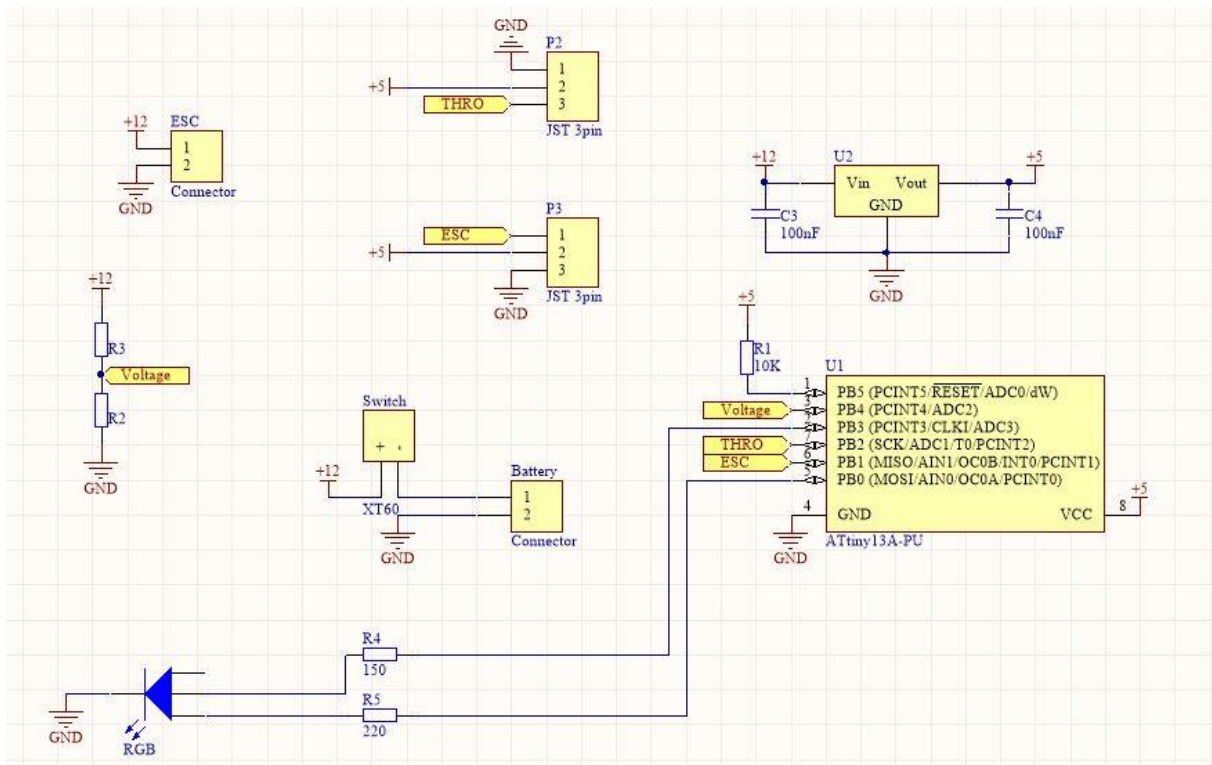 GND
P2
1
+5
2
THRO
3
JST 3pin
+12
ESC
1
2
Connector
GND
+12
U2
+5
Vin Vout
GND
C3
100nF
C4
100nF
GND
P3
ESC
1
+5
2
3
JST 3pin
GND
+12
R3
Voltage
R2
GND
+5
R1
10K
U1
1 PB5 (PCINT5/RESET/ADC0/dW)
Voltage 3 PB4 (PCINT4/ADC2)
2 PB3 (PCINT3/CLKI/ADC3)
THRO 7 PB2 (SCK/ADC1/T0/PCINT2)
ESC 6 PB1 (MISO/AIN1/OC0B/INT0/PCINT1)
5 PB0 (MOSI/AIN0/OC0A/PCINT0)
4 GND VCC 8 +5
GND
ATtiny13A-PU
Switch
+ -
+12
XT60
Battery
1
2
Connector
GND
R4
150
R5
220
GND
RGB